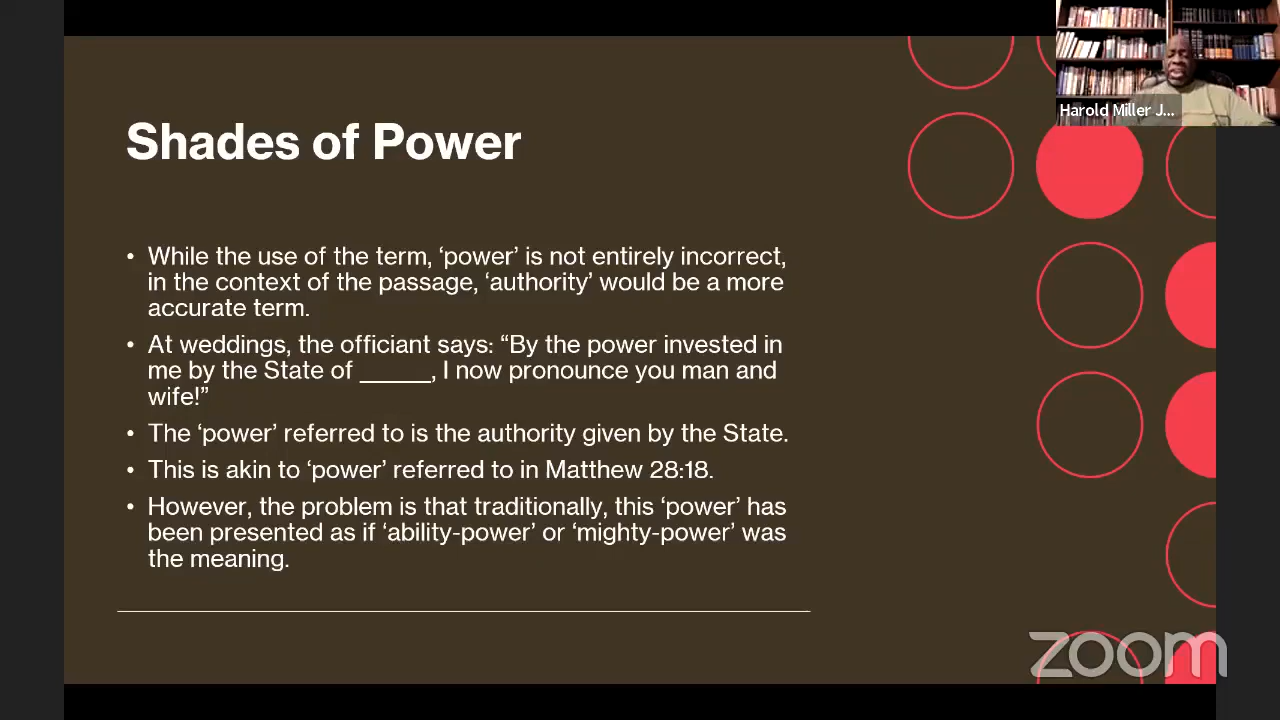 Harold Miller J...
Shades of Power
• While the use of the term, ‘power’ is not entirely incorrect,
in the context of the passage, ‘authority’ would be a more
accurate term.
• At weddings, the officiant says: “By the power invested in
me by the State of _____, I now pronounce you man and
wife!”
• The ‘power’ referred to is the authority given by the State.
• This is akin to ‘power’ referred to in Matthew 28:18.
• However, the problem is that traditionally, this ‘power’ has
been presented as if ‘ability-power’ or ‘mighty-power’ was
the meaning.
zoom